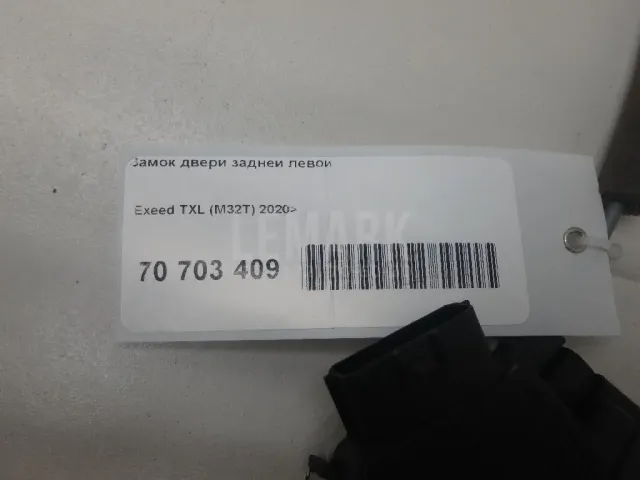 Замок двери задней левой
Exeed TXL (M32T) 2020>
LEMARK
70 703 409